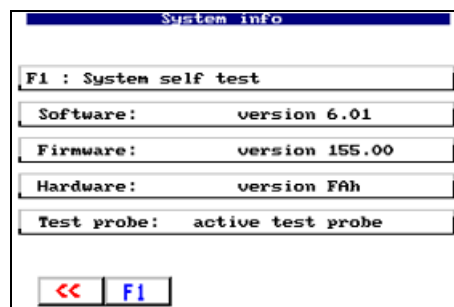 System info
F1 : System self test
Software: version 6.01
Firmware: version 155.00
Hardware: version FAh
Test probe: active test probe
<< F1